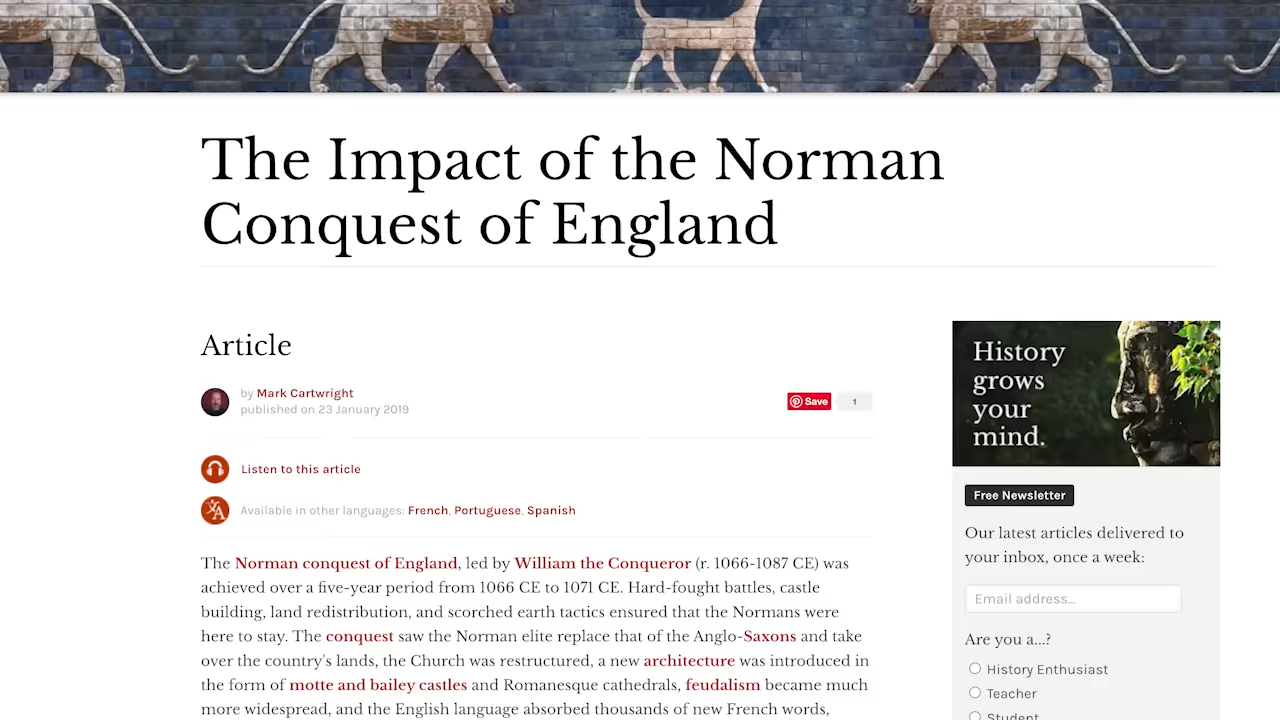 The Impact of the Norman
Conquest of England
Article
by Mark Cartwright
published on 23 January 2019
Save
1
Listen to this article
Available in other languages: French, Portuguese, Spanish
The Norman conquest of England, led by William the Conqueror (r. 1066-1087 CE) was
achieved over a five-year period from 1066 CE to 1071 CE. Hard-fought battles, castle
building, land redistribution, and scorched earth tactics ensured that the Normans were
here to stay. The conquest saw the Norman elite replace that of the Anglo-Saxons and take
over the country's lands, the Church was restructured, a new architecture was introduced in
the form of motte and bailey castles and Romanesque cathedrals, feudalism became much
more widespread, and the English language absorbed thousands of new French words,
History
grows
your
mind.
Free Newsletter
Our latest articles delivered to
your inbox, once a week:
Email address...
Are you a...?
History Enthusiast
Teacher
Student